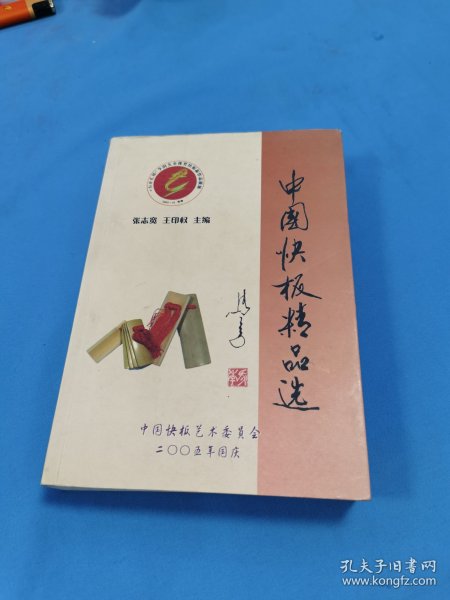 张志宽 王印权 主编
中国快板精品选
中国快板艺术委员会
二〇〇五年国庆
孔夫子旧书网
www.kongfz.com